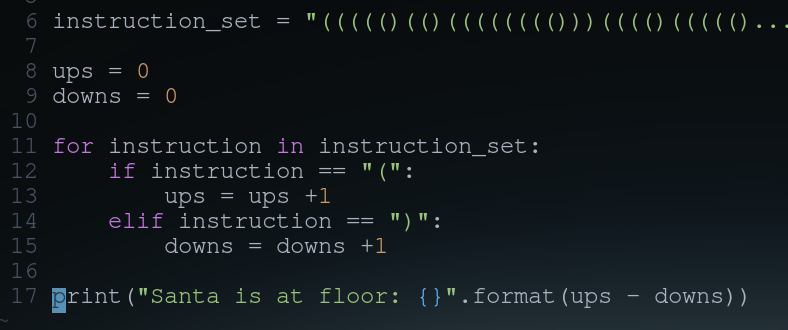 6 instruction_set = "((((()(()(((((((()))(((()((((()...
7
8 ups = 0
9 downs = 0
10
11 for instruction in instruction_set:
12     if instruction == "(":
13         ups = ups +1
14     elif instruction == ")":
15         downs = downs +1
16
17 print("Santa is at floor: {}".format(ups - downs))
~